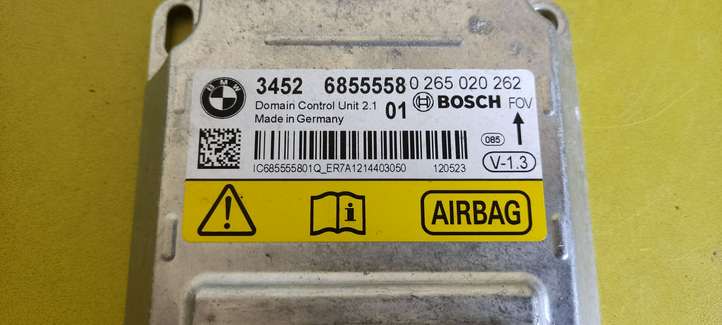 BMW 3452 6855558 0 265 020 262
Domain Control Unit 2.1 01 BOSCH FOV
Made in Germany
085
V-1.3
IC685555801Q_ER7A1214403050 120523
AIRBAG